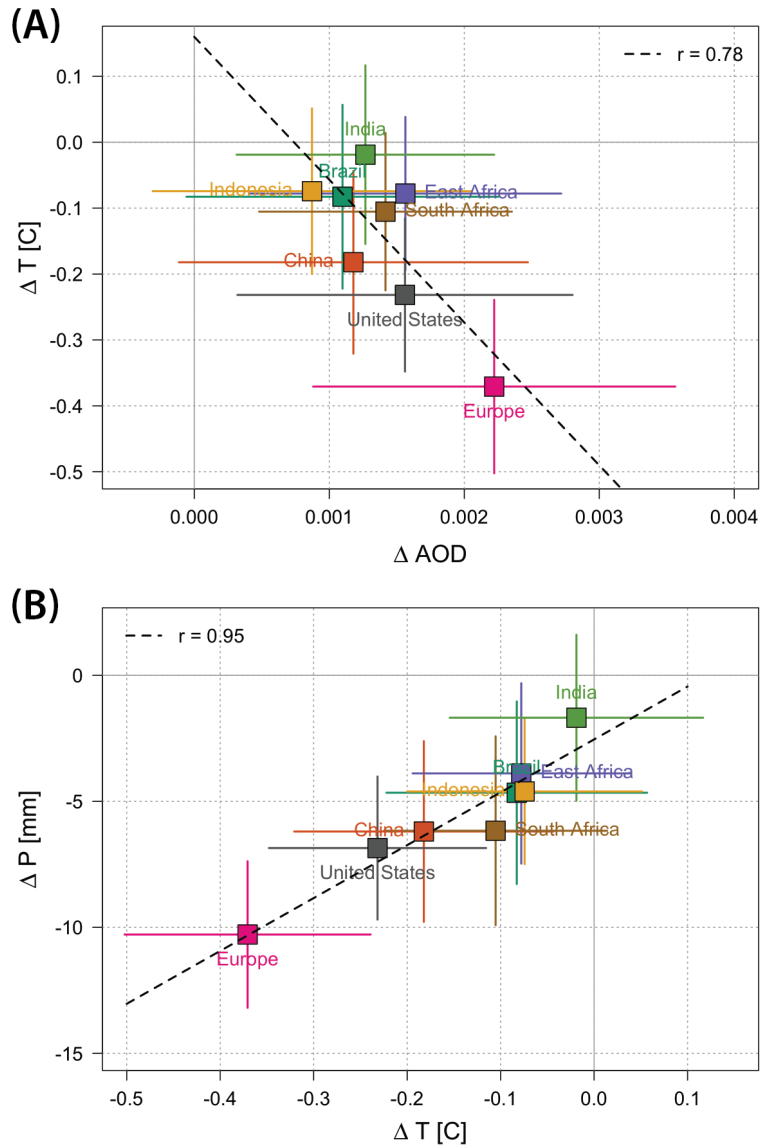 (A)
r = 0.78
0.1
0.0
-0.1
-0.2
-0.3
-0.4
-0.5
Δ T [C]
India
Brazil
Indonesia
East Africa
South Africa
China
United States
Europe
0.000
0.001
0.002
0.003
0.004
Δ AOD
(B)
r = 0.95
0
-5
-10
-15
Δ P [mm]
India
Brazil
East Africa
Indonesia
China
South Africa
United States
Europe
-0.5
-0.4
-0.3
-0.2
-0.1
0.0
0.1
Δ T [C]